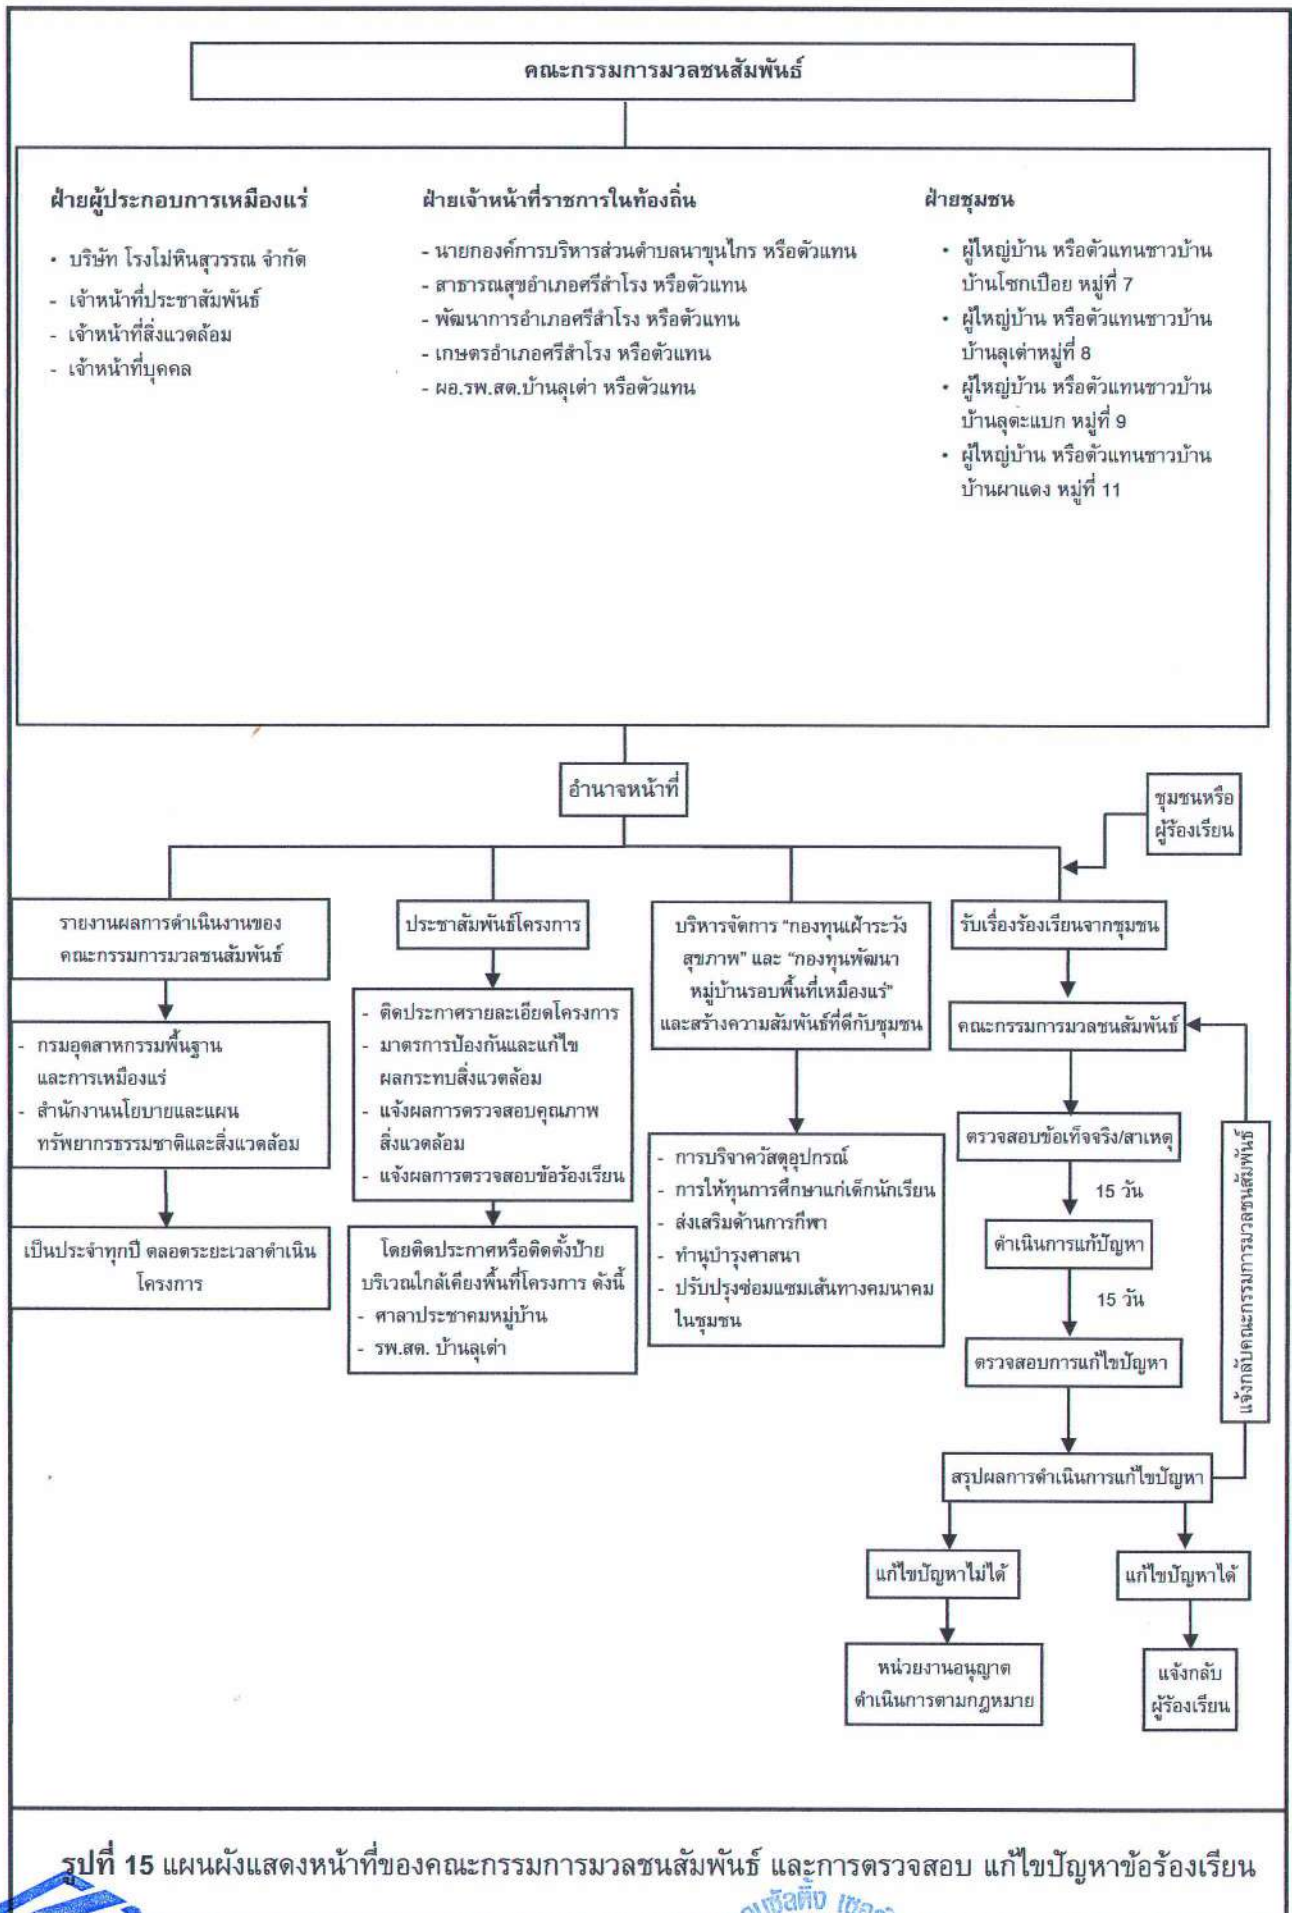 คณะกรรมการมวลชนสัมพันธ์
ฝ่ายผู้ประกอบการเหมืองแร่
• บริษัท โรงโม่หินสุวรรณ จำกัด
- เจ้าหน้าที่ประชาสัมพันธ์
- เจ้าหน้าที่สิ่งแวดล้อม
- เจ้าหน้าที่บุคคล
ฝ่ายเจ้าหน้าที่ราชการในท้องถิ่น
- นายกองค์การบริหารส่วนตำบลนาขุนไกร หรือตัวแทน
- สาธารณสุขอำเภอศรีสำโรง หรือตัวแทน
- พัฒนาการอำเภอศรีสำโรง หรือตัวแทน
- เกษตรอำเภอศรีสำโรง หรือตัวแทน
- ผอ.รพ.สต.บ้านลุเต่า หรือตัวแทน
ฝ่ายชุมชน
• ผู้ใหญ่บ้าน หรือตัวแทนชาวบ้าน
บ้านโซกเปือย หมู่ที่ 7
• ผู้ใหญ่บ้าน หรือตัวแทนชาวบ้าน
บ้านลุเต่าหมู่ที่ 8
• ผู้ใหญ่บ้าน หรือตัวแทนชาวบ้าน
บ้านลุตะแบก หมู่ที่ 9
• ผู้ใหญ่บ้าน หรือตัวแทนชาวบ้าน
บ้านผาแดง หมู่ที่ 11
อำนาจหน้าที่
ชุมชนหรือ
ผู้ร้องเรียน
รายงานผลการดำเนินงานของ
คณะกรรมการมวลชนสัมพันธ์
- กรมอุตสาหกรรมพื้นฐาน
และการเหมืองแร่
- สำนักงานนโยบายและแผน
ทรัพยากรธรรมชาติและสิ่งแวดล้อม
เป็นประจำทุกปี ตลอดระยะเวลาดำเนิน
โครงการ
ประชาสัมพันธ์โครงการ
- ติดประกาศรายละเอียดโครงการ
- มาตรการป้องกันและแก้ไข
ผลกระทบสิ่งแวดล้อม
- แจ้งผลการตรวจสอบคุณภาพ
สิ่งแวดล้อม
- แจ้งผลการตรวจสอบข้อร้องเรียน
โดยติดประกาศหรือติดตั้งป้าย
บริเวณใกล้เคียงพื้นที่โครงการ ดังนี้
- ศาลาประชาคมหมู่บ้าน
- รพ.สต. บ้านลุเต่า
บริหารจัดการ “กองทุนเฝ้าระวัง
สุขภาพ” และ “กองทุนพัฒนา
หมู่บ้านรอบพื้นที่เหมืองแร่”
และสร้างความสัมพันธ์ที่ดีกับชุมชน
- การบริจาควัสดุอุปกรณ์
- การให้ทุนการศึกษาแก่เด็กนักเรียน
- ส่งเสริมด้านการกีฬา
- ทำนุบำรุงศาสนา
- ปรับปรุงซ่อมแซมเส้นทางคมนาคม
ในชุมชน
รับเรื่องร้องเรียนจากชุมชน
คณะกรรมการมวลชนสัมพันธ์
ตรวจสอบข้อเท็จจริง/สาเหตุ
15 วัน
ดำเนินการแก้ปัญหา
15 วัน
ตรวจสอบการแก้ไขปัญหา
สรุปผลการดำเนินการแก้ไขปัญหา
แจ้งกลับคณะกรรมการมวลชนสัมพันธ์
แก้ไขปัญหาไม่ได้
แก้ไขปัญหาได้
หน่วยงานอนุญาต
ดำเนินการตามกฎหมาย
แจ้งกลับ
ผู้ร้องเรียน
รูปที่ 15 แผนผังแสดงหน้าที่ของคณะกรรมการมวลชนสัมพันธ์ และการตรวจสอบ แก้ไขปัญหาข้อร้องเรียน